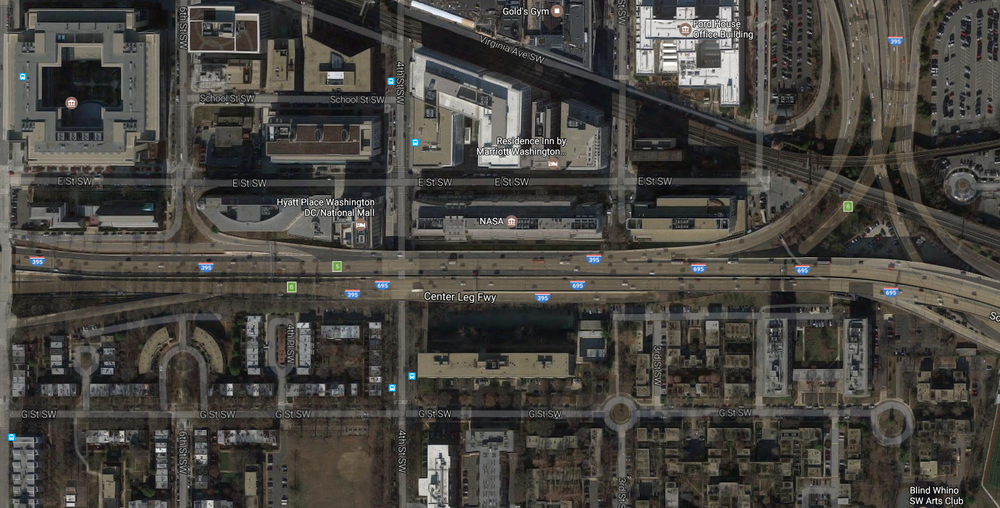 Gold's Gym
Ford House
Office Building
6th St SW
St SW
395
Virginia Ave SW
4th St SW
395
School St SW
School St SW
Residence Inn by
Marriott Washington...
E St SW
E St SW
E St SW
E St SW
E St SW
Hyatt Place Washington
DC/National Mall
6
NASA
395
395
5
395
695
695
6
395
695
Center Leg Fwy
395
695
695
So
4th Pl SW
3rd St SW
G St SW
G St SW
G St SW
G St SW
G St SW
G St SW
6th St SW
4th St SW
3rd St S
Blind Whino
SW Arts Club